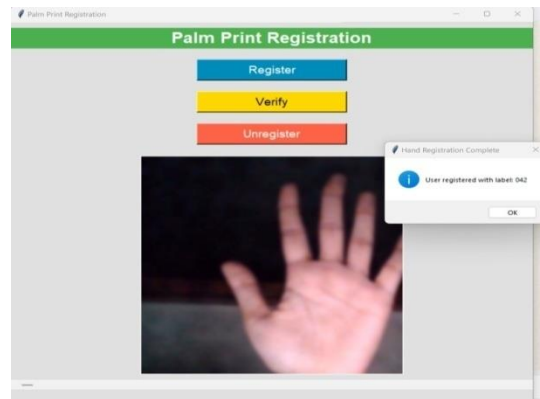 Palm Print Registration
Palm Print Registration
Register
Verify
Unregister
Hand Registration Complete
User registered with label: 042
OK